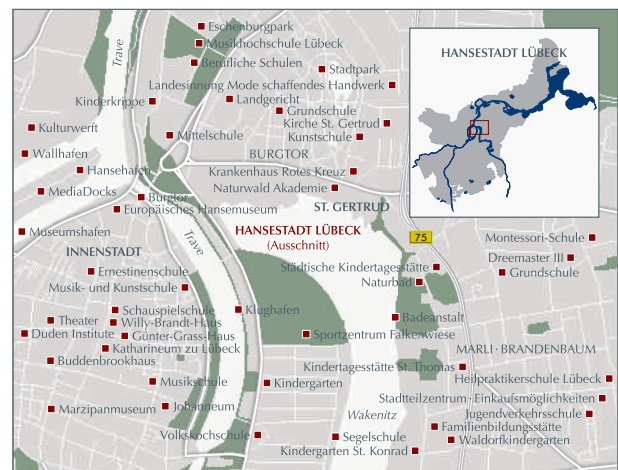 Eschenburgpark
Musikhochschule Lübeck
Berufliche Schulen
Trave
Stadtpark
Landesinnung Mode schaffendes Handwerk
Kinderkrippe
Landgericht
Grundschule
Kirche St. Gertrud
Kunstschule
Kulturwerft
Mittelschule
Wallhafen
BURGTOR
Hansehafen
Krankenhaus Rotes Kreuz
Naturwald Akademie
MediaDocks
Burgtor
Europäisches Hansemuseum
ST. GERTRUD
HANSESTADT LÜBECK
HANSESTADT LÜBECK
(Ausschnitt)
75
Museumshafen
Trave
Montessori-Schule
INNENSTADT
Dreemaster III
Grundschule
Ernestinenschule
Städtische Kindertagesstätte
Musik- und Kunstschule
Naturbad
Schauspielschule
Klughafen
Theater
Willy-Brandt-Haus
Badeanstalt
Duden Institute
Günter-Grass-Haus
Sportzentrum Falkenwiese
Katharineum zu Lübeck
MARLI · BRANDENBAUM
Buddenbrookhaus
Kindertagesstätte St. Thomas
Musikschule
Kindergarten
Heilpraktikerschule Lübeck
Stadtteilzentrum · Einkaufsmöglichkeiten
Marzipanmuseum
Johanneum
Wakenitz
Jugendverkehrsschule
Familienbildungsstätte
Volkskochschule
Segelschule
Waldorfkindergarten
Kindergarten St. Konrad